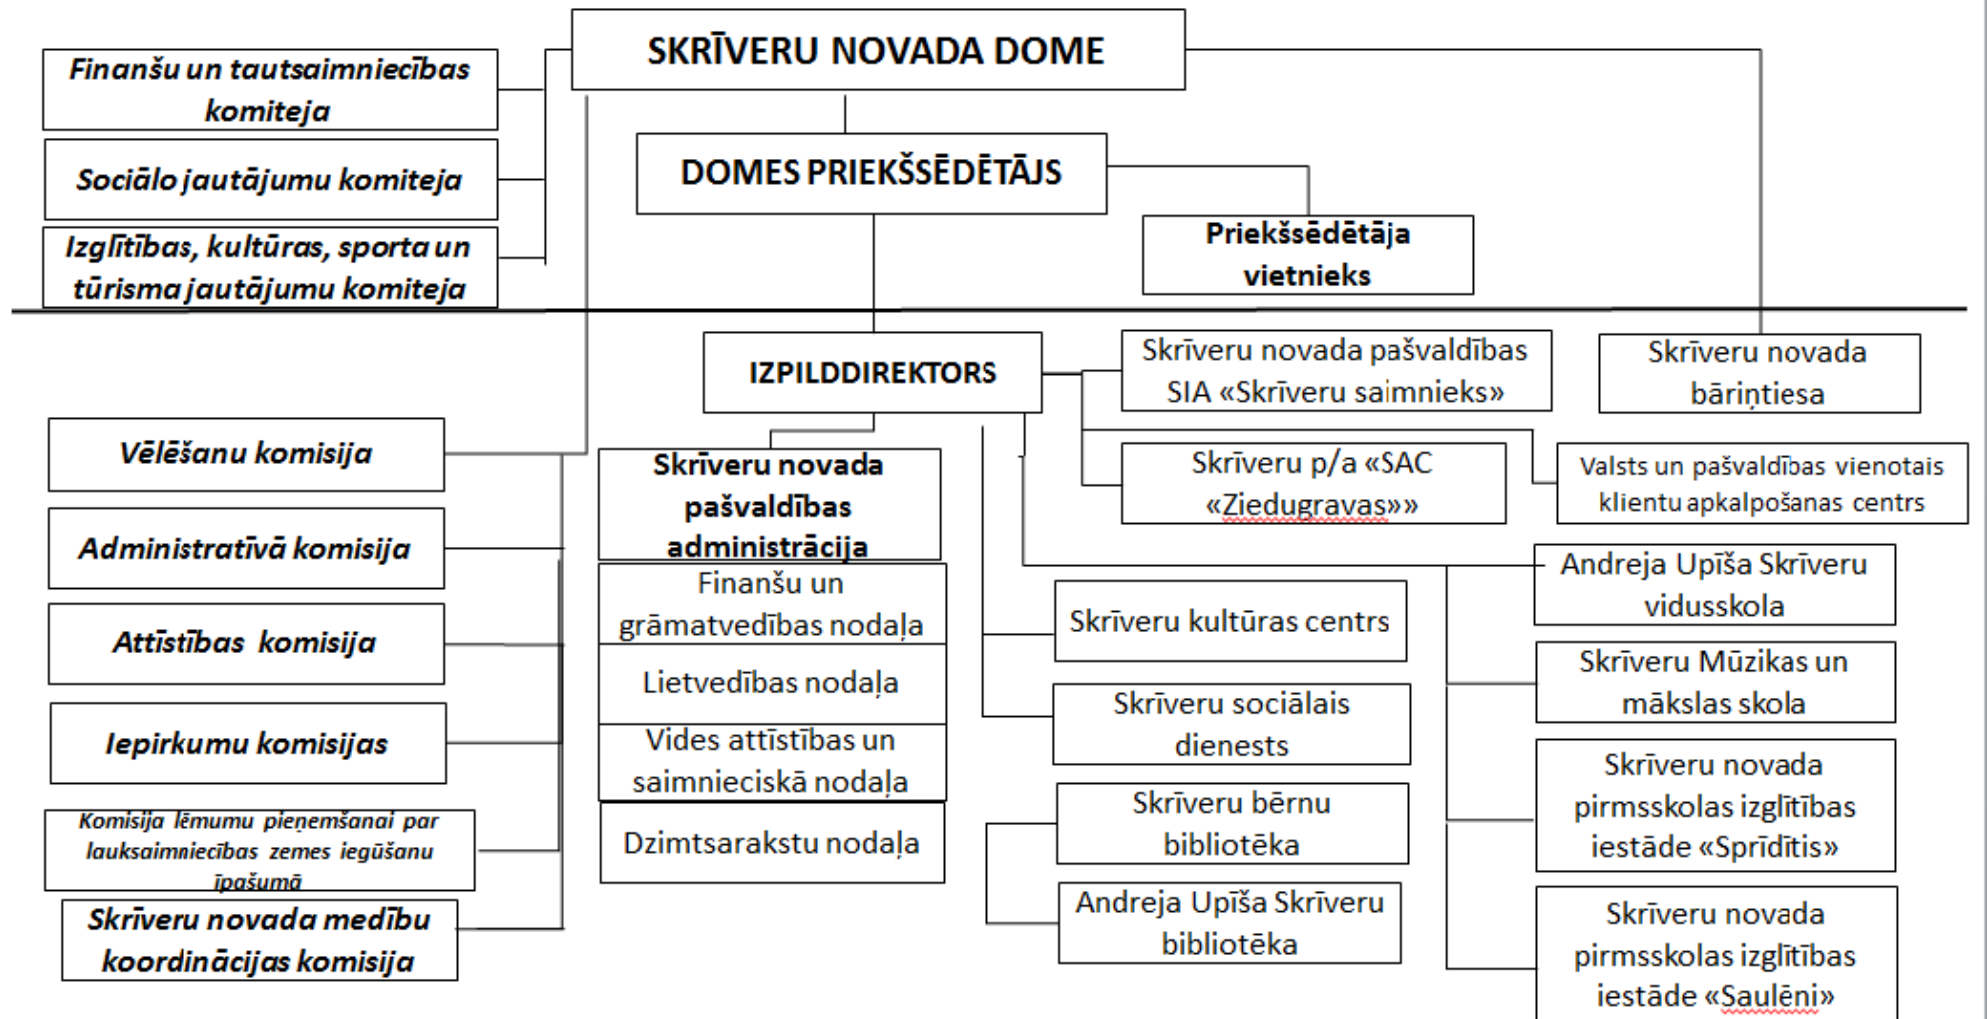 SKRĪVERU NOVADA DOME
Finanšu un tautsaimniecības
komiteja
Sociālo jautājumu komiteja
Izglītības, kultūras, sporta un
tūrisma jautājumu komiteja
DOMES PRIEKŠSĒDĒTĀJS
Priekšsēdētāja
vietnieks
IZPILDDIREKTORS
Skrīveru novada pašvaldības
SIA «Skrīveru saimnieks»
Skrīveru novada
bāriņtiesa
Vēlēšanu komisija
Administratīvā komisija
Attīstības komisija
Iepirkumu komisijas
Komisija lēmumu pieņemšanai par
lauksaimniecības zemes iegūšanu
īpašumā
Skrīveru novada medību
koordinācijas komisija
Skrīveru novada
pašvaldības
administrācija
Finanšu un
grāmatvedības nodaļa
Lietvedības nodaļa
Vides attīstības un
saimnieciskā nodaļa
Dzimtsarakstu nodaļa
Skrīveru p/a «SAC
«Ziedugravas»»
Valsts un pašvaldības vienotais
klientu apkalpošanas centrs
Skrīveru kultūras centrs
Skrīveru sociālais
dienests
Skrīveru bērnu
bibliotēka
Andreja Upīša Skrīveru
bibliotēka
Andreja Upīša Skrīveru
vidusskola
Skrīveru Mūzikas un
mākslas skola
Skrīveru novada
pirmsskolas izglītības
iestāde «Sprīdītis»
Skrīveru novada
pirmsskolas izglītības
iestāde «Saulēni»